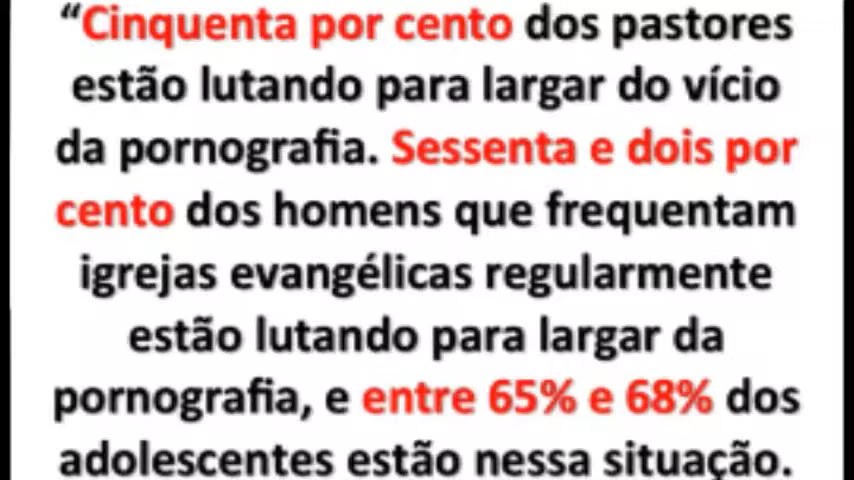 “Cinquenta por cento dos pastores
estão lutando para largar do vício
da pornografia. Sessenta e dois por
cento dos homens que frequentam
igrejas evangélicas regularmente
estão lutando para largar da
pornografia, e entre 65% e 68% dos
adolescentes estão nessa situação.